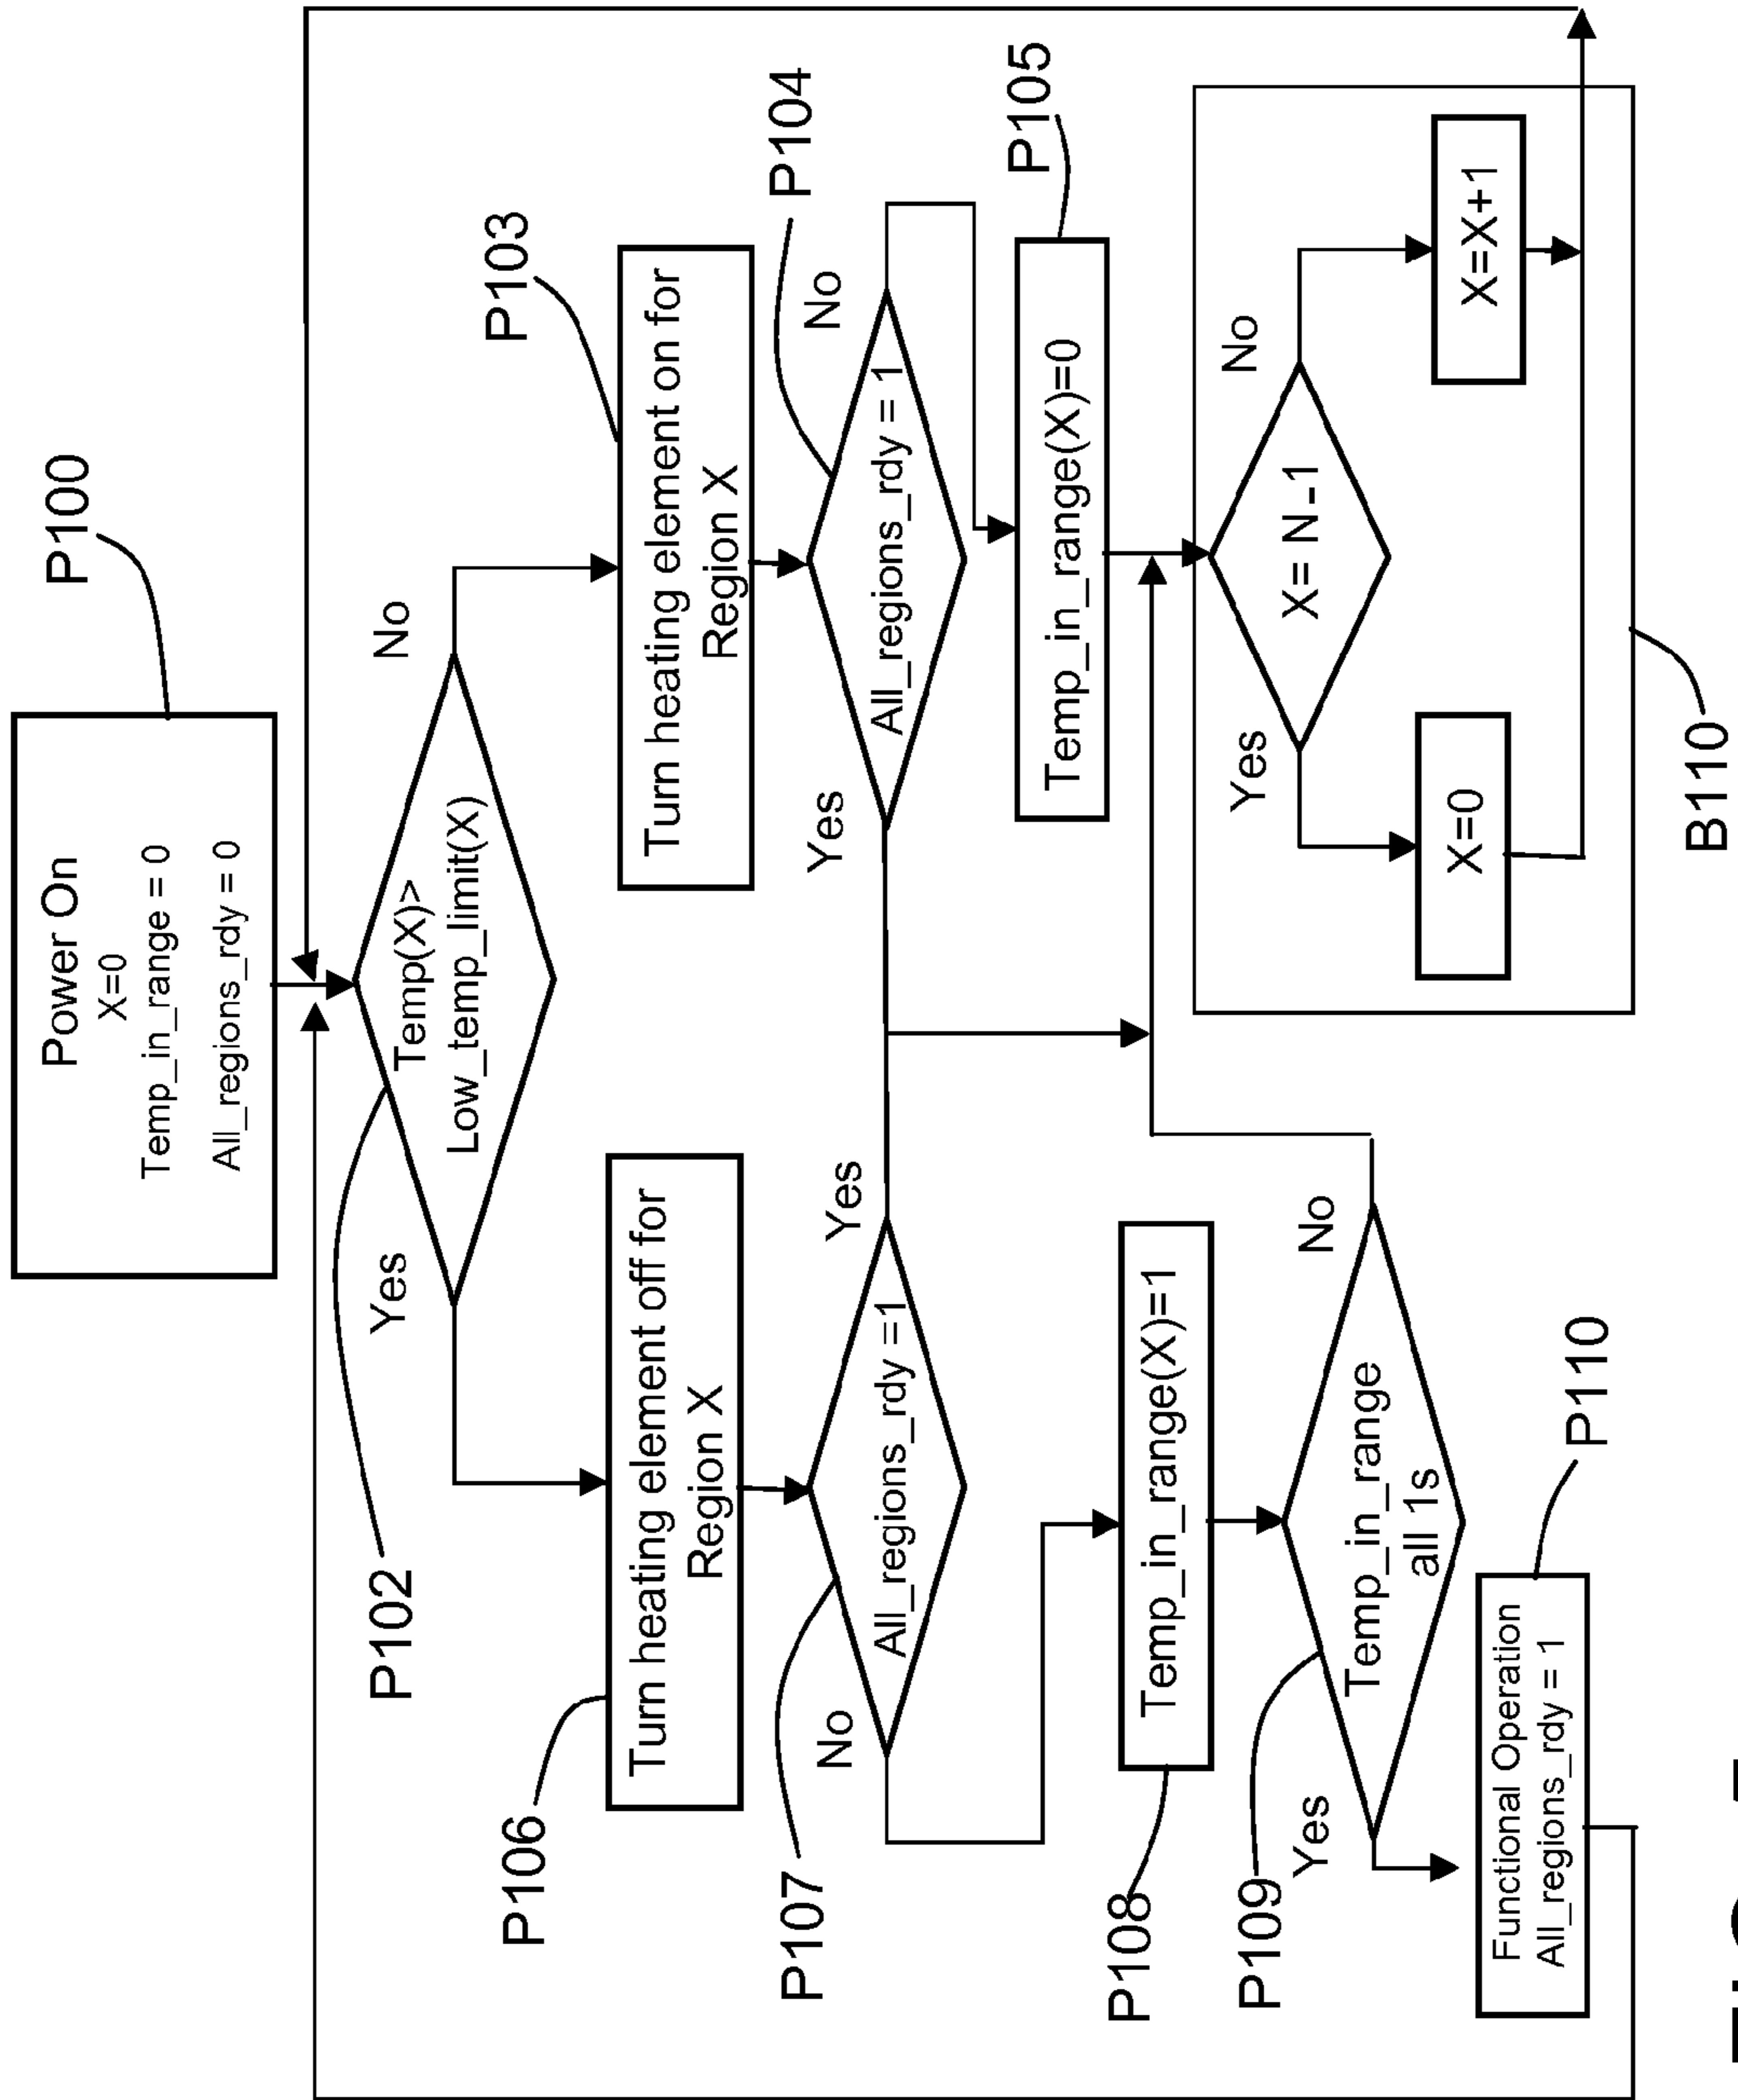 P100
Power On
X=0
Temp_in_range = 0
All_regions_rdy = 0
P102
Yes
Temp(X)>
Low_temp_limit(X)
No
P106
Turn heating element off for
Region X
P103
Turn heating element on for
Region X
P107
No
All_regions_rdy =1
Yes
Yes
All_regions_rdy = 1
No
P104
P108
Temp_in_range(X)=1
Temp_in_range(X)=0
P105
P109
Yes
Temp_in_range
all 1s
No
Yes
X= N-1
No
Functional Operation
All_regions_rdy = 1
P110
X=0
X=X+1
B110